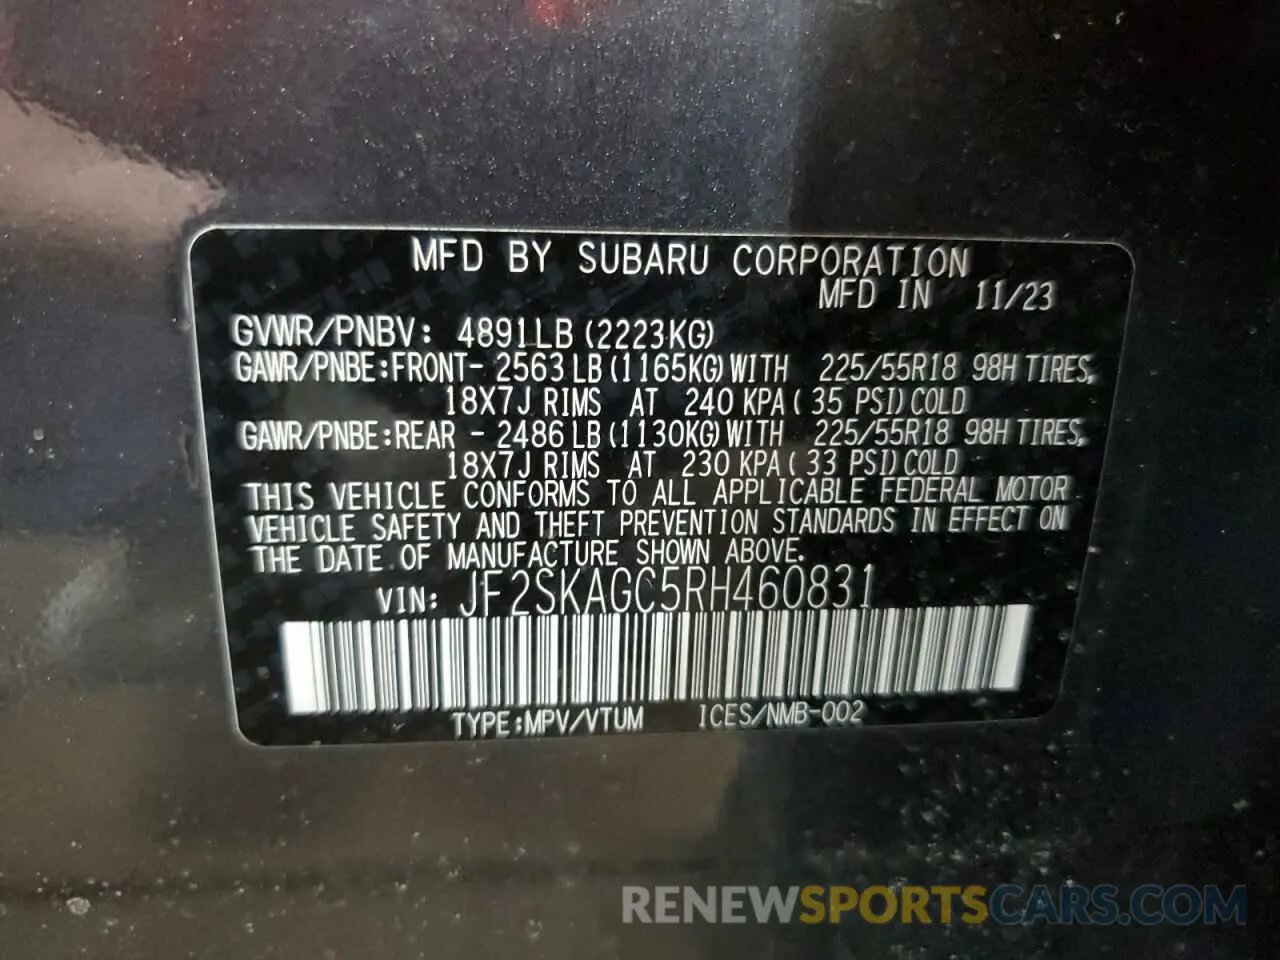 MFD BY SUBARU CORPORATION
MFD IN 11/23
GVWR/PNBV: 4891LB (2223KG)
GAWR/PNBE:FRONT- 2563 LB (1165KG) WITH 225/55R18 98H TIRES,
18X7J RIMS AT 240 KPA ( 35 PSI) COLD
GAWR/PNBE:REAR - 2486 LB (1130KG) WITH 225/55R18 98H TIRES,
18X7J RIMS AT 230 KPA ( 33 PSI) COLD
THIS VEHICLE CONFORMS TO ALL APPLICABLE FEDERAL MOTOR
VEHICLE SAFETY AND THEFT PREVENTION STANDARDS IN EFFECT ON
THE DATE OF MANUFACTURE SHOWN ABOVE.
VIN: JF2SKAGC5RH460831
TYPE:MPV/VTUM ICES/NMB-002
RENEWSPORTSCARS.COM